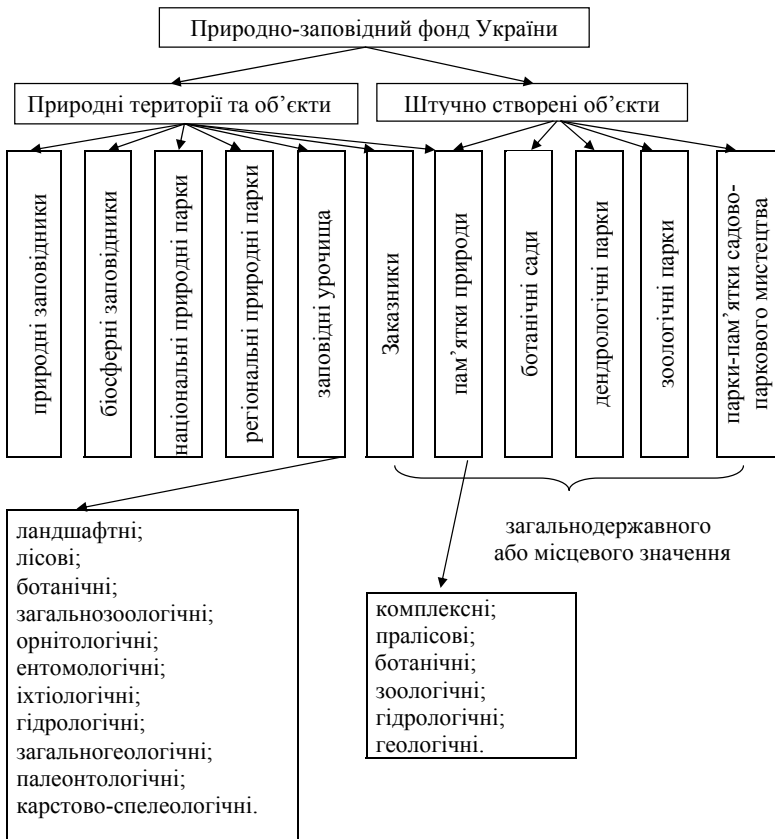 Природно-заповідний фонд України
Природні території та об’єкти
Штучно створені об’єкти
природні заповідники
біосферні заповідники
національні природні парки
регіональні природні парки
заповідні урочища
Заказники
пам’ятки природи
ботанічні сади
дендрологічні парки
зоологічні парки
парки-пам’ятки садово-
паркового мистецтва
загальнодержавного
або місцевого значення
ландшафтні;
лісові;
ботанічні;
загальнозоологічні;
орнітологічні;
ентомологічні;
іхтіологічні;
гідрологічні;
загальногеологічні;
палеонтологічні;
карстово-спелеологічні.
комплексні;
пралісові;
ботанічні;
зоологічні;
гідрологічні;
геологічні.